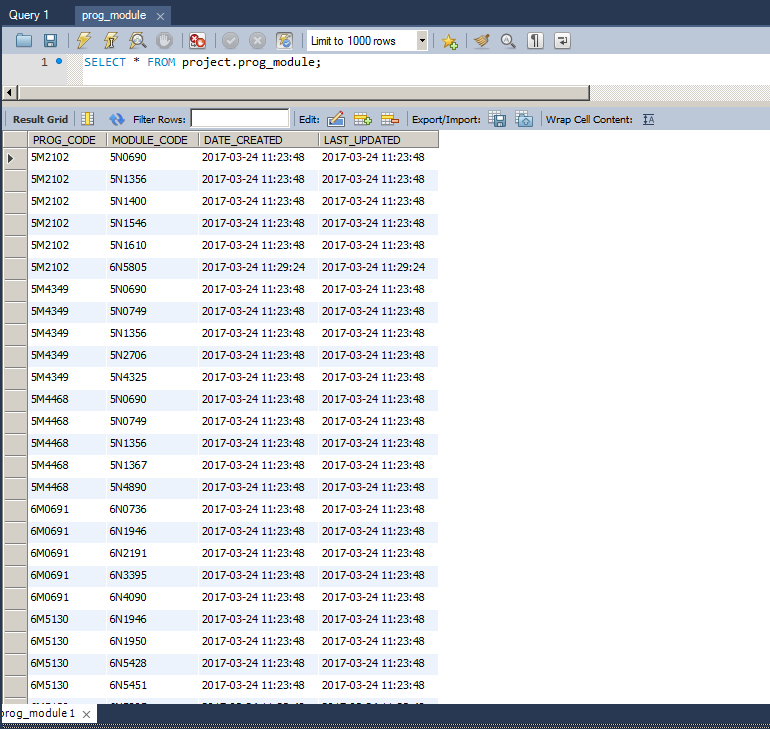 Query 1 prog_module
Limit to 1000 rows
1 SELECT * FROM project.prog_module;
Result Grid Filter Rows: Edit: Export/Import: Wrap Cell Content:
PROG_CODE MODULE_CODE DATE_CREATED LAST_UPDATED
5M2102 5N0690 2017-03-24 11:23:48 2017-03-24 11:23:48
5M2102 5N1356 2017-03-24 11:23:48 2017-03-24 11:23:48
5M2102 5N1400 2017-03-24 11:23:48 2017-03-24 11:23:48
5M2102 5N1546 2017-03-24 11:23:48 2017-03-24 11:23:48
5M2102 5N1610 2017-03-24 11:23:48 2017-03-24 11:23:48
5M2102 6N5805 2017-03-24 11:29:24 2017-03-24 11:29:24
5M4349 5N0690 2017-03-24 11:23:48 2017-03-24 11:23:48
5M4349 5N0749 2017-03-24 11:23:48 2017-03-24 11:23:48
5M4349 5N1356 2017-03-24 11:23:48 2017-03-24 11:23:48
5M4349 5N2706 2017-03-24 11:23:48 2017-03-24 11:23:48
5M4349 5N4325 2017-03-24 11:23:48 2017-03-24 11:23:48
5M4468 5N0690 2017-03-24 11:23:48 2017-03-24 11:23:48
5M4468 5N0749 2017-03-24 11:23:48 2017-03-24 11:23:48
5M4468 5N1356 2017-03-24 11:23:48 2017-03-24 11:23:48
5M4468 5N1367 2017-03-24 11:23:48 2017-03-24 11:23:48
5M4468 5N4890 2017-03-24 11:23:48 2017-03-24 11:23:48
6M0691 6N0736 2017-03-24 11:23:48 2017-03-24 11:23:48
6M0691 6N1946 2017-03-24 11:23:48 2017-03-24 11:23:48
6M0691 6N2191 2017-03-24 11:23:48 2017-03-24 11:23:48
6M0691 6N3395 2017-03-24 11:23:48 2017-03-24 11:23:48
6M0691 6N4090 2017-03-24 11:23:48 2017-03-24 11:23:48
6M5130 6N1946 2017-03-24 11:23:48 2017-03-24 11:23:48
6M5130 6N1950 2017-03-24 11:23:48 2017-03-24 11:23:48
6M5130 6N5428 2017-03-24 11:23:48 2017-03-24 11:23:48
6M5130 6N5451 2017-03-24 11:23:48 2017-03-24 11:23:48
prog_module 1